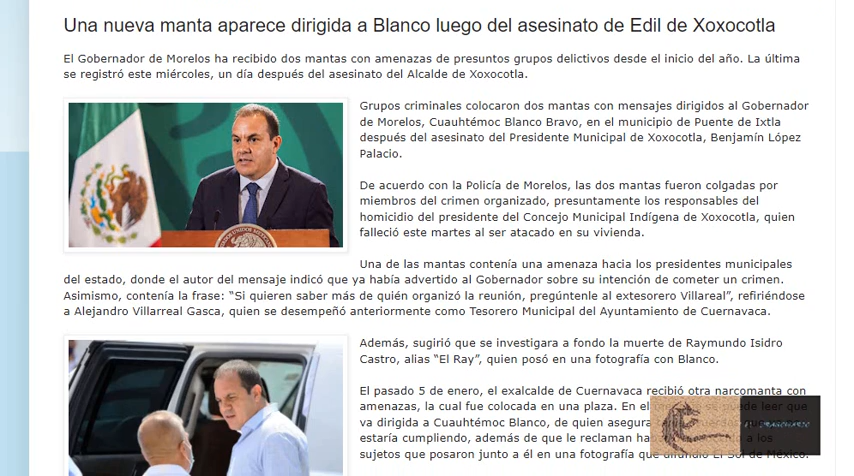 Una nueva manta aparece dirigida a Blanco luego del asesinato de Edil de Xoxocotla
El Gobernador de Morelos ha recibido dos mantas con amenazas de presuntos grupos delictivos desde el inicio del año. La última
se registró este miércoles, un día después del asesinato del Alcalde de Xoxocotla.
Grupos criminales colocaron dos mantas con mensajes dirigidos al Gobernador
de Morelos, Cuauhtémoc Blanco Bravo, en el municipio de Puente de Ixtla
después del asesinato del Presidente Municipal de Xoxocotla, Benjamín López
Palacio.
De acuerdo con la Policía de Morelos, las dos mantas fueron colgadas por
miembros del crimen organizado, presuntamente los responsables del
homicidio del presidente del Concejo Municipal Indígena de Xoxocotla, quien
falleció este martes al ser atacado en su vivienda.
Una de las mantas contenía una amenaza hacia los presidentes municipales
del estado, donde el autor del mensaje indicó que ya había advertido al Gobernador sobre su intención de cometer un crimen.
Asimismo, contenía la frase: “Si quieren saber más de quién organizó la reunión, pregúntenle al extesorero Villareal”, refiriéndose
a Alejandro Villarreal Gasca, quien se desempeñó anteriormente como Tesorero Municipal del Ayuntamiento de Cuernavaca.
Además, sugirió que se investigara a fondo la muerte de Raymundo Isidro
Castro, alias “El Ray”, quien posó en una fotografía con Blanco.
El pasado 5 de enero, el exalcalde de Cuernavaca recibió otra narcomanta con
amenazas, la cual fue colocada en una plaza. En el se puede leer que
va dirigida a Cuauhtémoc Blanco, de quien asegura
estaría cumpliendo, además de que le reclaman a los
sujetos que posaron junto a él en una fotografía que difundió El Sol de México.